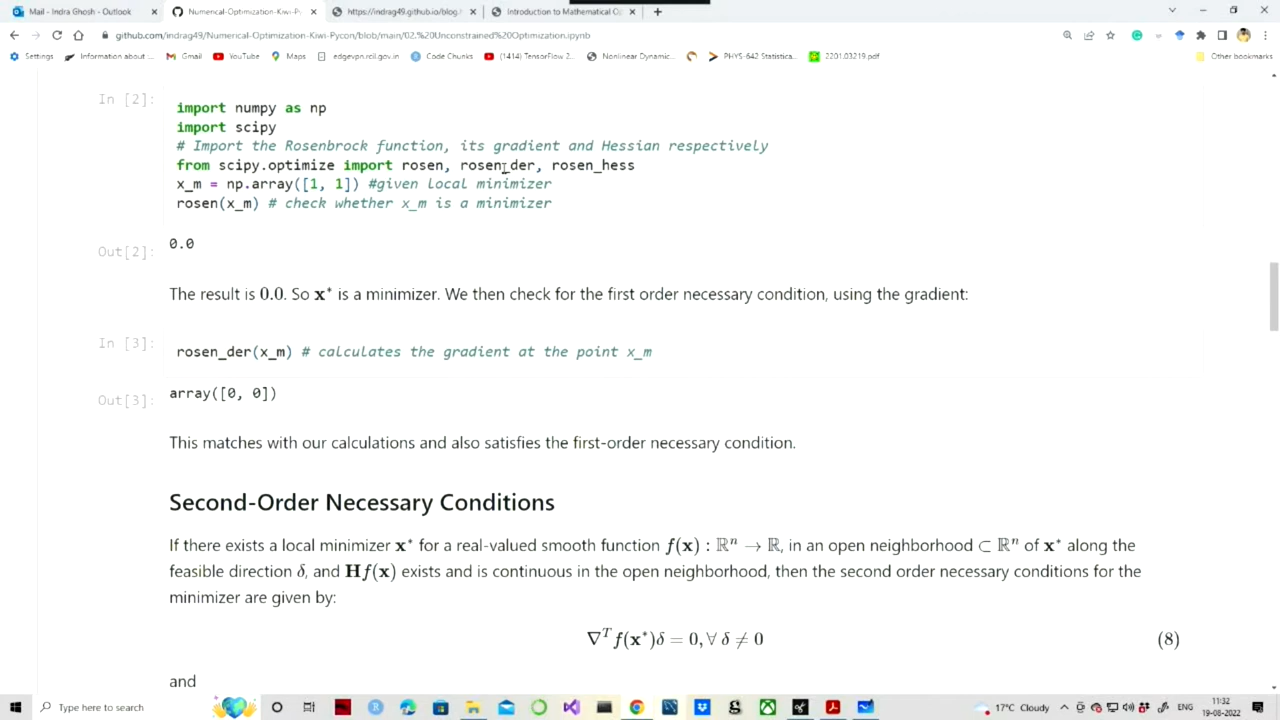 Mail - Indra Ghosh - Outlook
Numerical-Optimization-Kiwi-Py
https://indrag49.github.io/blog.h
Introduction to Mathematical Op
github.com/indrag49/Numerical-Optimization-Kiwi-Pycon/blob/main/02.%20Unconstrained%20Optimization.ipynb
Settings Information about ... Gmail YouTube Maps edgevpn.rcil.gov.in Code Chunks (1414) TensorFlow 2... Nonlinear Dynamic... PHYS-642 Statistica... 2201.03219.pdf Other bookmarks
In [2]:
import numpy as np
import scipy
# Import the Rosenbrock function, its gradient and Hessian respectively
from scipy.optimize import rosen, rosen_der, rosen_hess
x_m = np.array([1, 1]) #given local minimizer
rosen(x_m) # check whether x_m is a minimizer
Out[2]:
0.0
The result is 0.0. So x* is a minimizer. We then check for the first order necessary condition, using the gradient:
In [3]:
rosen_der(x_m) # calculates the gradient at the point x_m
Out[3]:
array([0, 0])
This matches with our calculations and also satisfies the first-order necessary condition.
Second-Order Necessary Conditions
If there exists a local minimizer x* for a real-valued smooth function f(x) : ℝⁿ → ℝ, in an open neighborhood ⊂ ℝⁿ of x* along the
feasible direction δ, and Hf(x) exists and is continuous in the open neighborhood, then the second order necessary conditions for the
minimizer are given by:
∇ᵀf(x*)δ = 0, ∀ δ ≠ 0 (8)
and
Type here to search
17°C Cloudy
11:32
19-08-2022